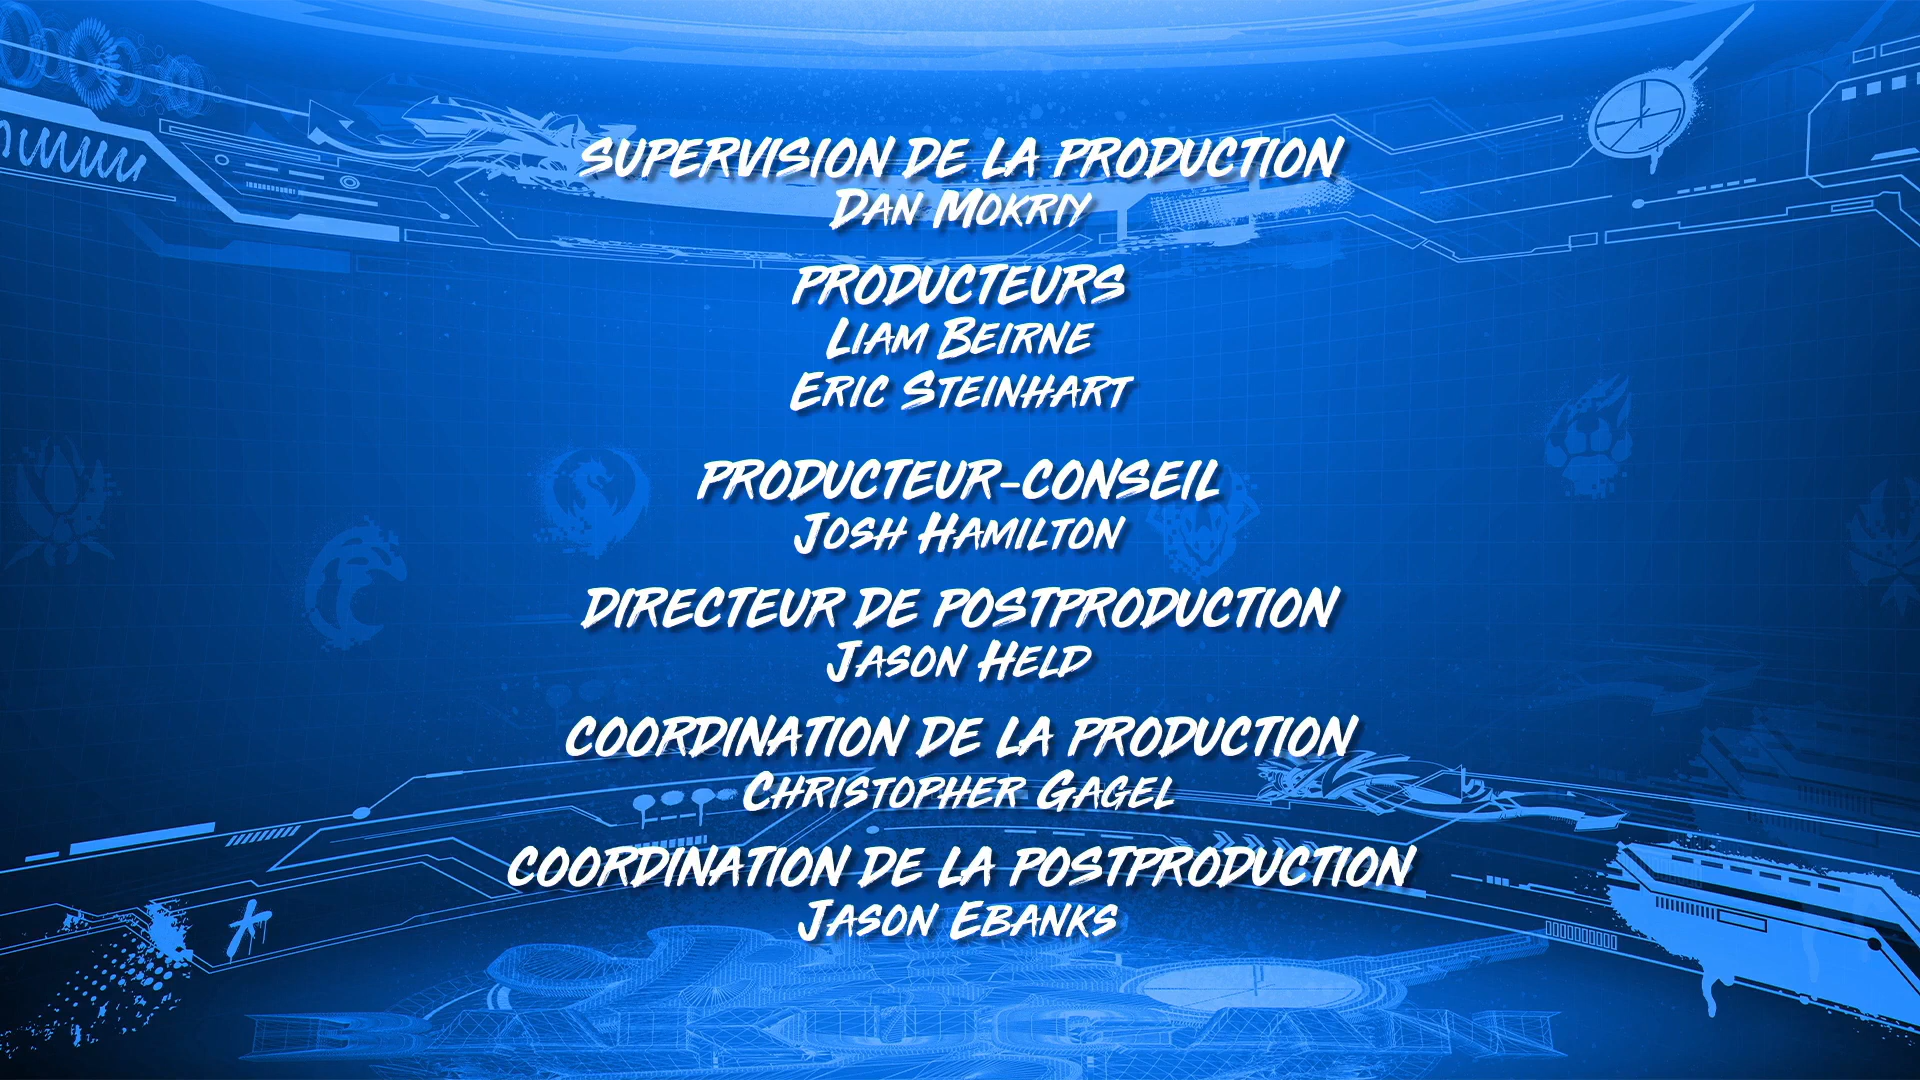 SUPERVISION DE LA PRODUCTION
DAN MOKRIY
PRODUCTEURS
LIAM BEIRNE
ERIC STEINHART
PRODUCTEUR-CONSEIL
JOSH HAMILTON
DIRECTEUR DE POSTPRODUCTION
JASON HELD
COORDINATION DE LA PRODUCTION
CHRISTOPHER GAGEL
COORDINATION DE LA POSTPRODUCTION
JASON EBANKS